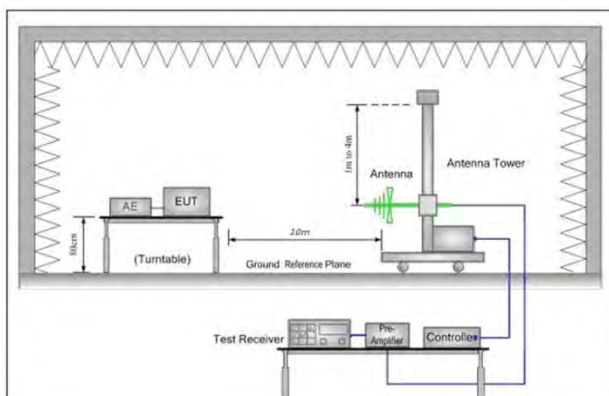 1m to 4m
Antenna
Antenna Tower
AE
EUT
80cm
10m
(Turntable)
Ground Reference Plane
Test Receiver
Pre-
Amplifier
Controller